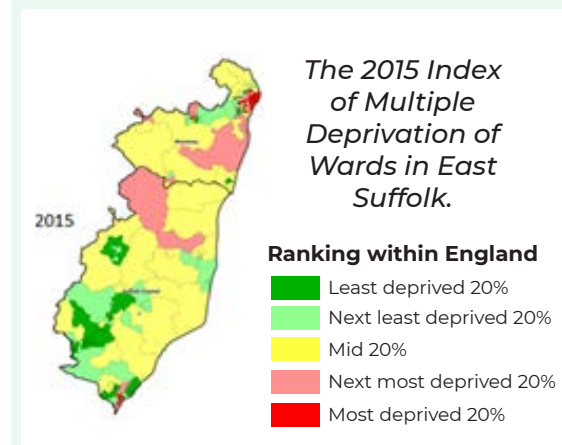 The 2015 Index
of Multiple
Deprivation of
Wards in East
Suffolk.
2015
Ranking within England
Least deprived 20%
Next least deprived 20%
Mid 20%
Next most deprived 20%
Most deprived 20%